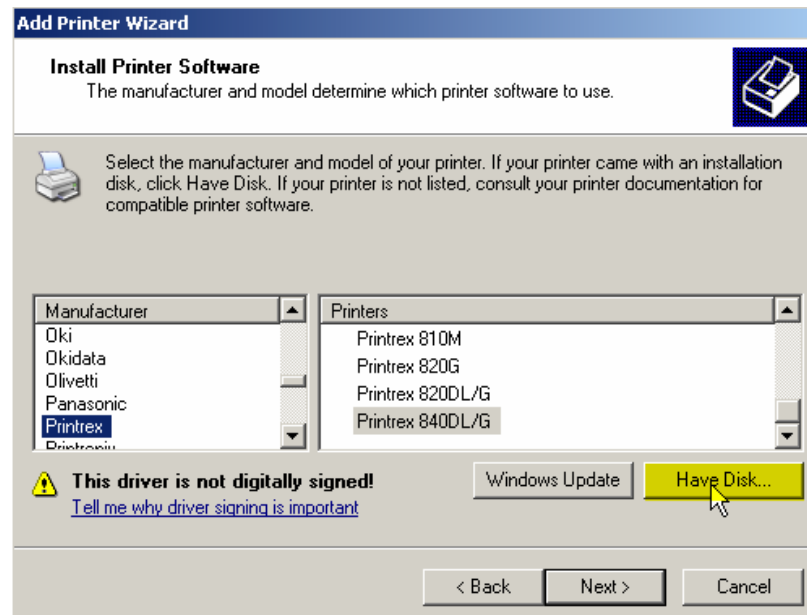 Add Printer Wizard
Install Printer Software
The manufacturer and model determine which printer software to use.
Select the manufacturer and model of your printer. If your printer came with an installation
disk, click Have Disk. If your printer is not listed, consult your printer documentation for
compatible printer software.
Manufacturer
Oki
Okidata
Olivetti
Panasonic
Printrex
Printers
Printrex 810M
Printrex 820G
Printrex 820DL/G
Printrex 840DL/G
This driver is not digitally signed!
Tell me why driver signing is important
Windows Update
Have Disk...
< Back
Next >
Cancel